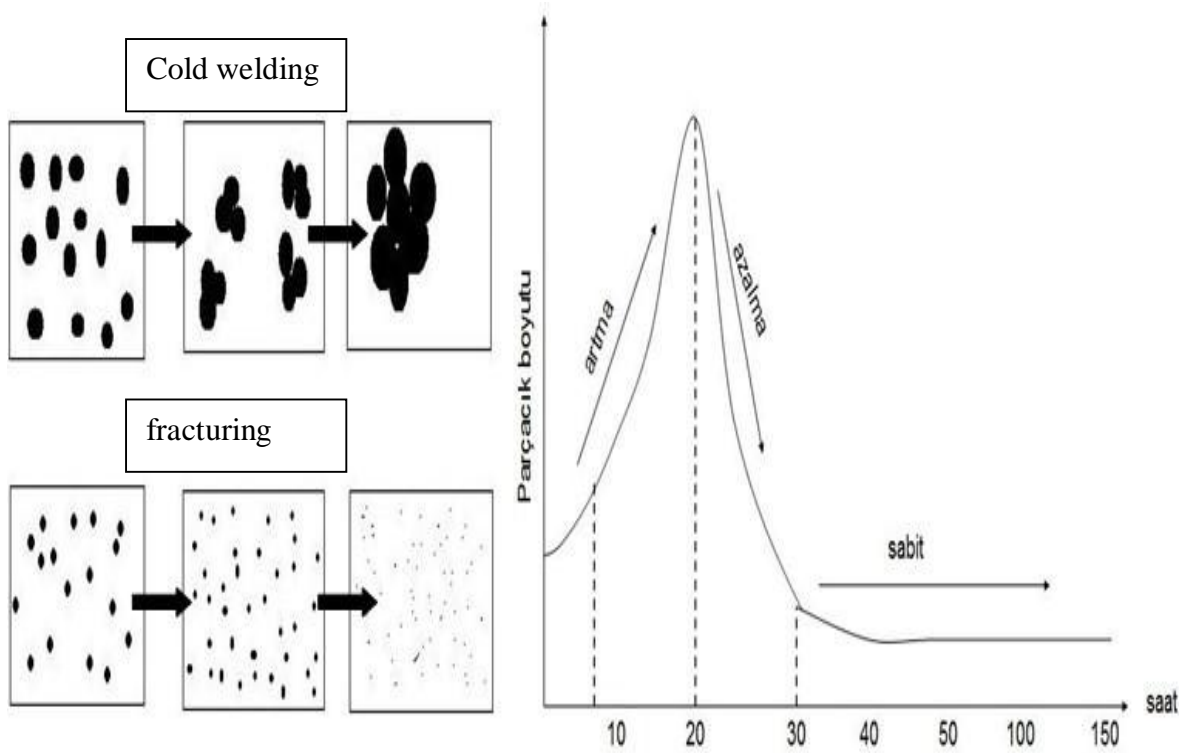 Cold welding
fracturing
Parçacık boyutu
artma
azalma
sabit
saat
10 20 30 40 50 100 150